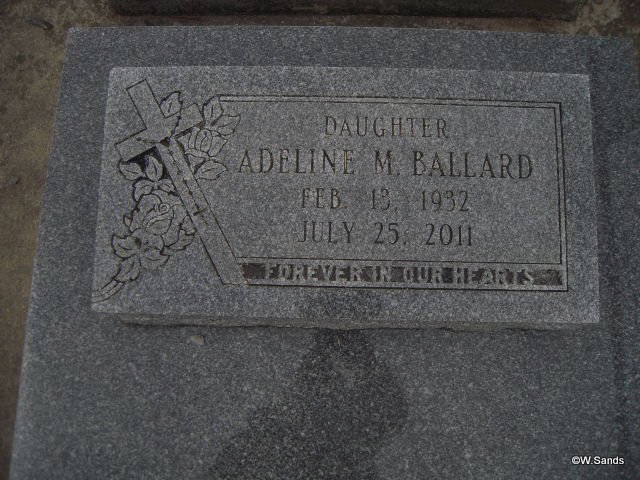 DAUGHTER
ADELINE M. BALLARD
FEB. 13, 1932
JULY 25, 2011
FOREVER IN OUR HEARTS
©W.Sands